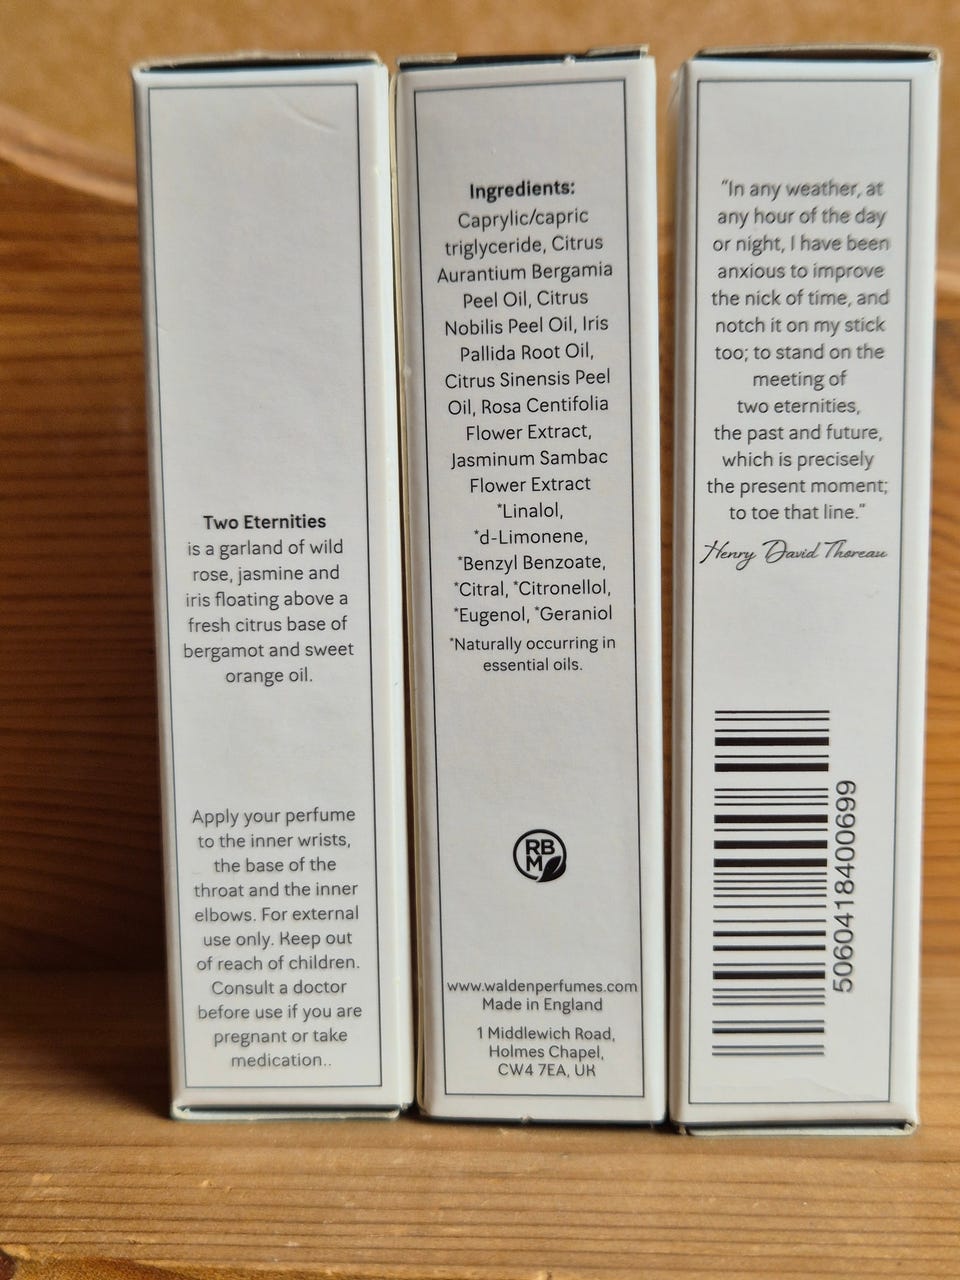 Two Eternities
is a garland of wild
rose, jasmine and
iris floating above a
fresh citrus base of
bergamot and sweet
orange oil.
Apply your perfume
to the inner wrists,
the base of the
throat and the inner
elbows. For external
use only. Keep out
of reach of children.
Consult a doctor
before use if you are
pregnant or take
medication..
Ingredients:
Caprylic/capric
triglyceride, Citrus
Aurantium Bergamia
Peel Oil, Citrus
Nobilis Peel Oil, Iris
Pallida Root Oil,
Citrus Sinensis Peel
Oil, Rosa Centifolia
Flower Extract,
Jasminum Sambac
Flower Extract
*Linalol,
*d-Limonene,
*Benzyl Benzoate,
*Citral, *Citronellol,
*Eugenol, *Geraniol
*Naturally occurring in
essential oils.
RB
M
www.waldenperfumes.com
Made in England
1 Middlewich Road,
Holmes Chapel,
CW4 7EA, UK
"In any weather, at
any hour of the day
or night, I have been
anxious to improve
the nick of time, and
notch it on my stick
too; to stand on the
meeting of
two eternities,
the past and future,
which is precisely
the present moment;
to toe that line."
Henry David Thoreau
5060418400699